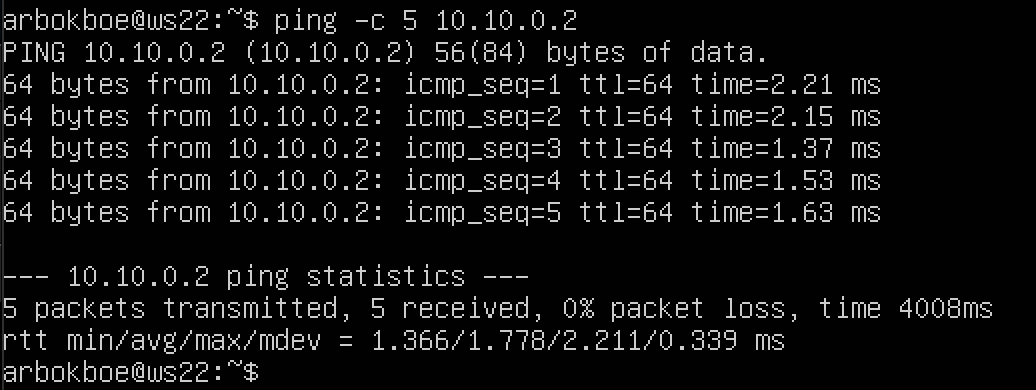 arbokboe@ws22:~$ ping -c 5 10.10.0.2
PING 10.10.0.2 (10.10.0.2) 56(84) bytes of data.
64 bytes from 10.10.0.2: icmp_seq=1 ttl=64 time=2.21 ms
64 bytes from 10.10.0.2: icmp_seq=2 ttl=64 time=2.15 ms
64 bytes from 10.10.0.2: icmp_seq=3 ttl=64 time=1.37 ms
64 bytes from 10.10.0.2: icmp_seq=4 ttl=64 time=1.53 ms
64 bytes from 10.10.0.2: icmp_seq=5 ttl=64 time=1.63 ms
--- 10.10.0.2 ping statistics ---
5 packets transmitted, 5 received, 0% packet loss, time 4008ms
rtt min/avg/max/mdev = 1.366/1.778/2.211/0.339 ms
arbokboe@ws22:~$